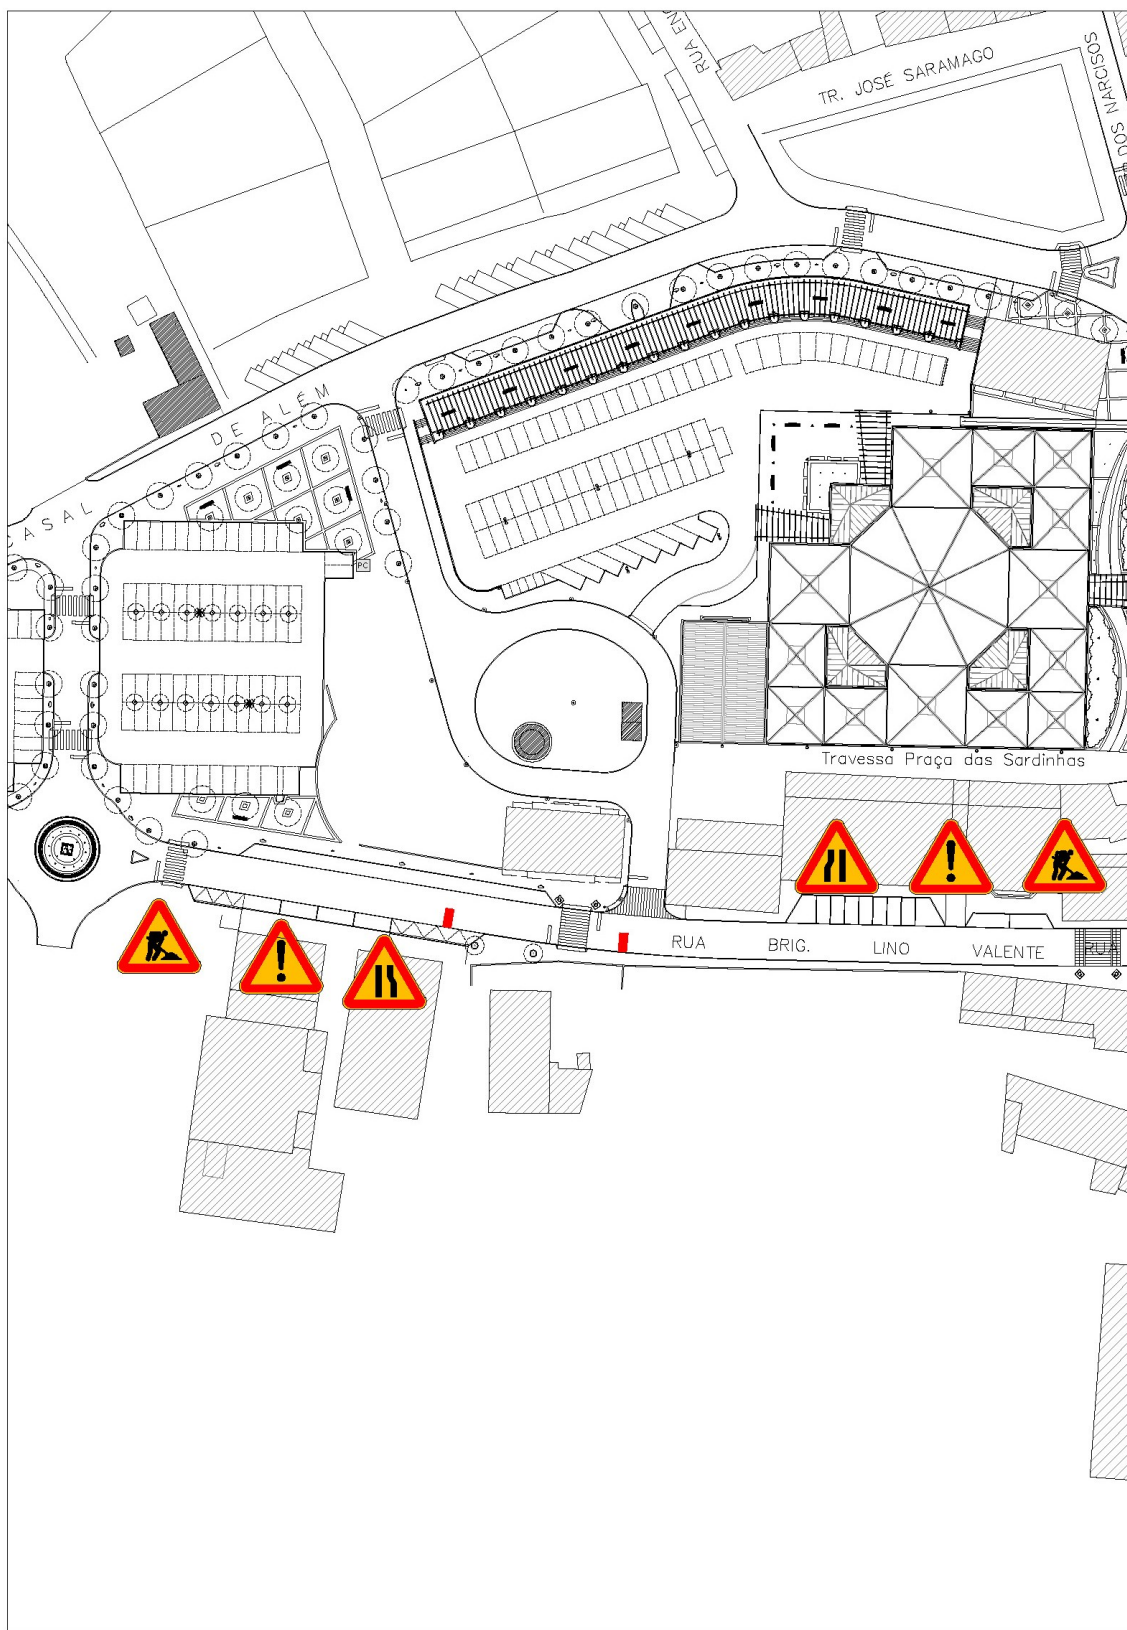 RUA ENG
TR. JOSÉ SARAMAGO
DOS NARCISOS
CASAL DE ALÉM
PC
Travessa Praça das Sardinhas
RUA BRIG. LINO VALENTE
RUA